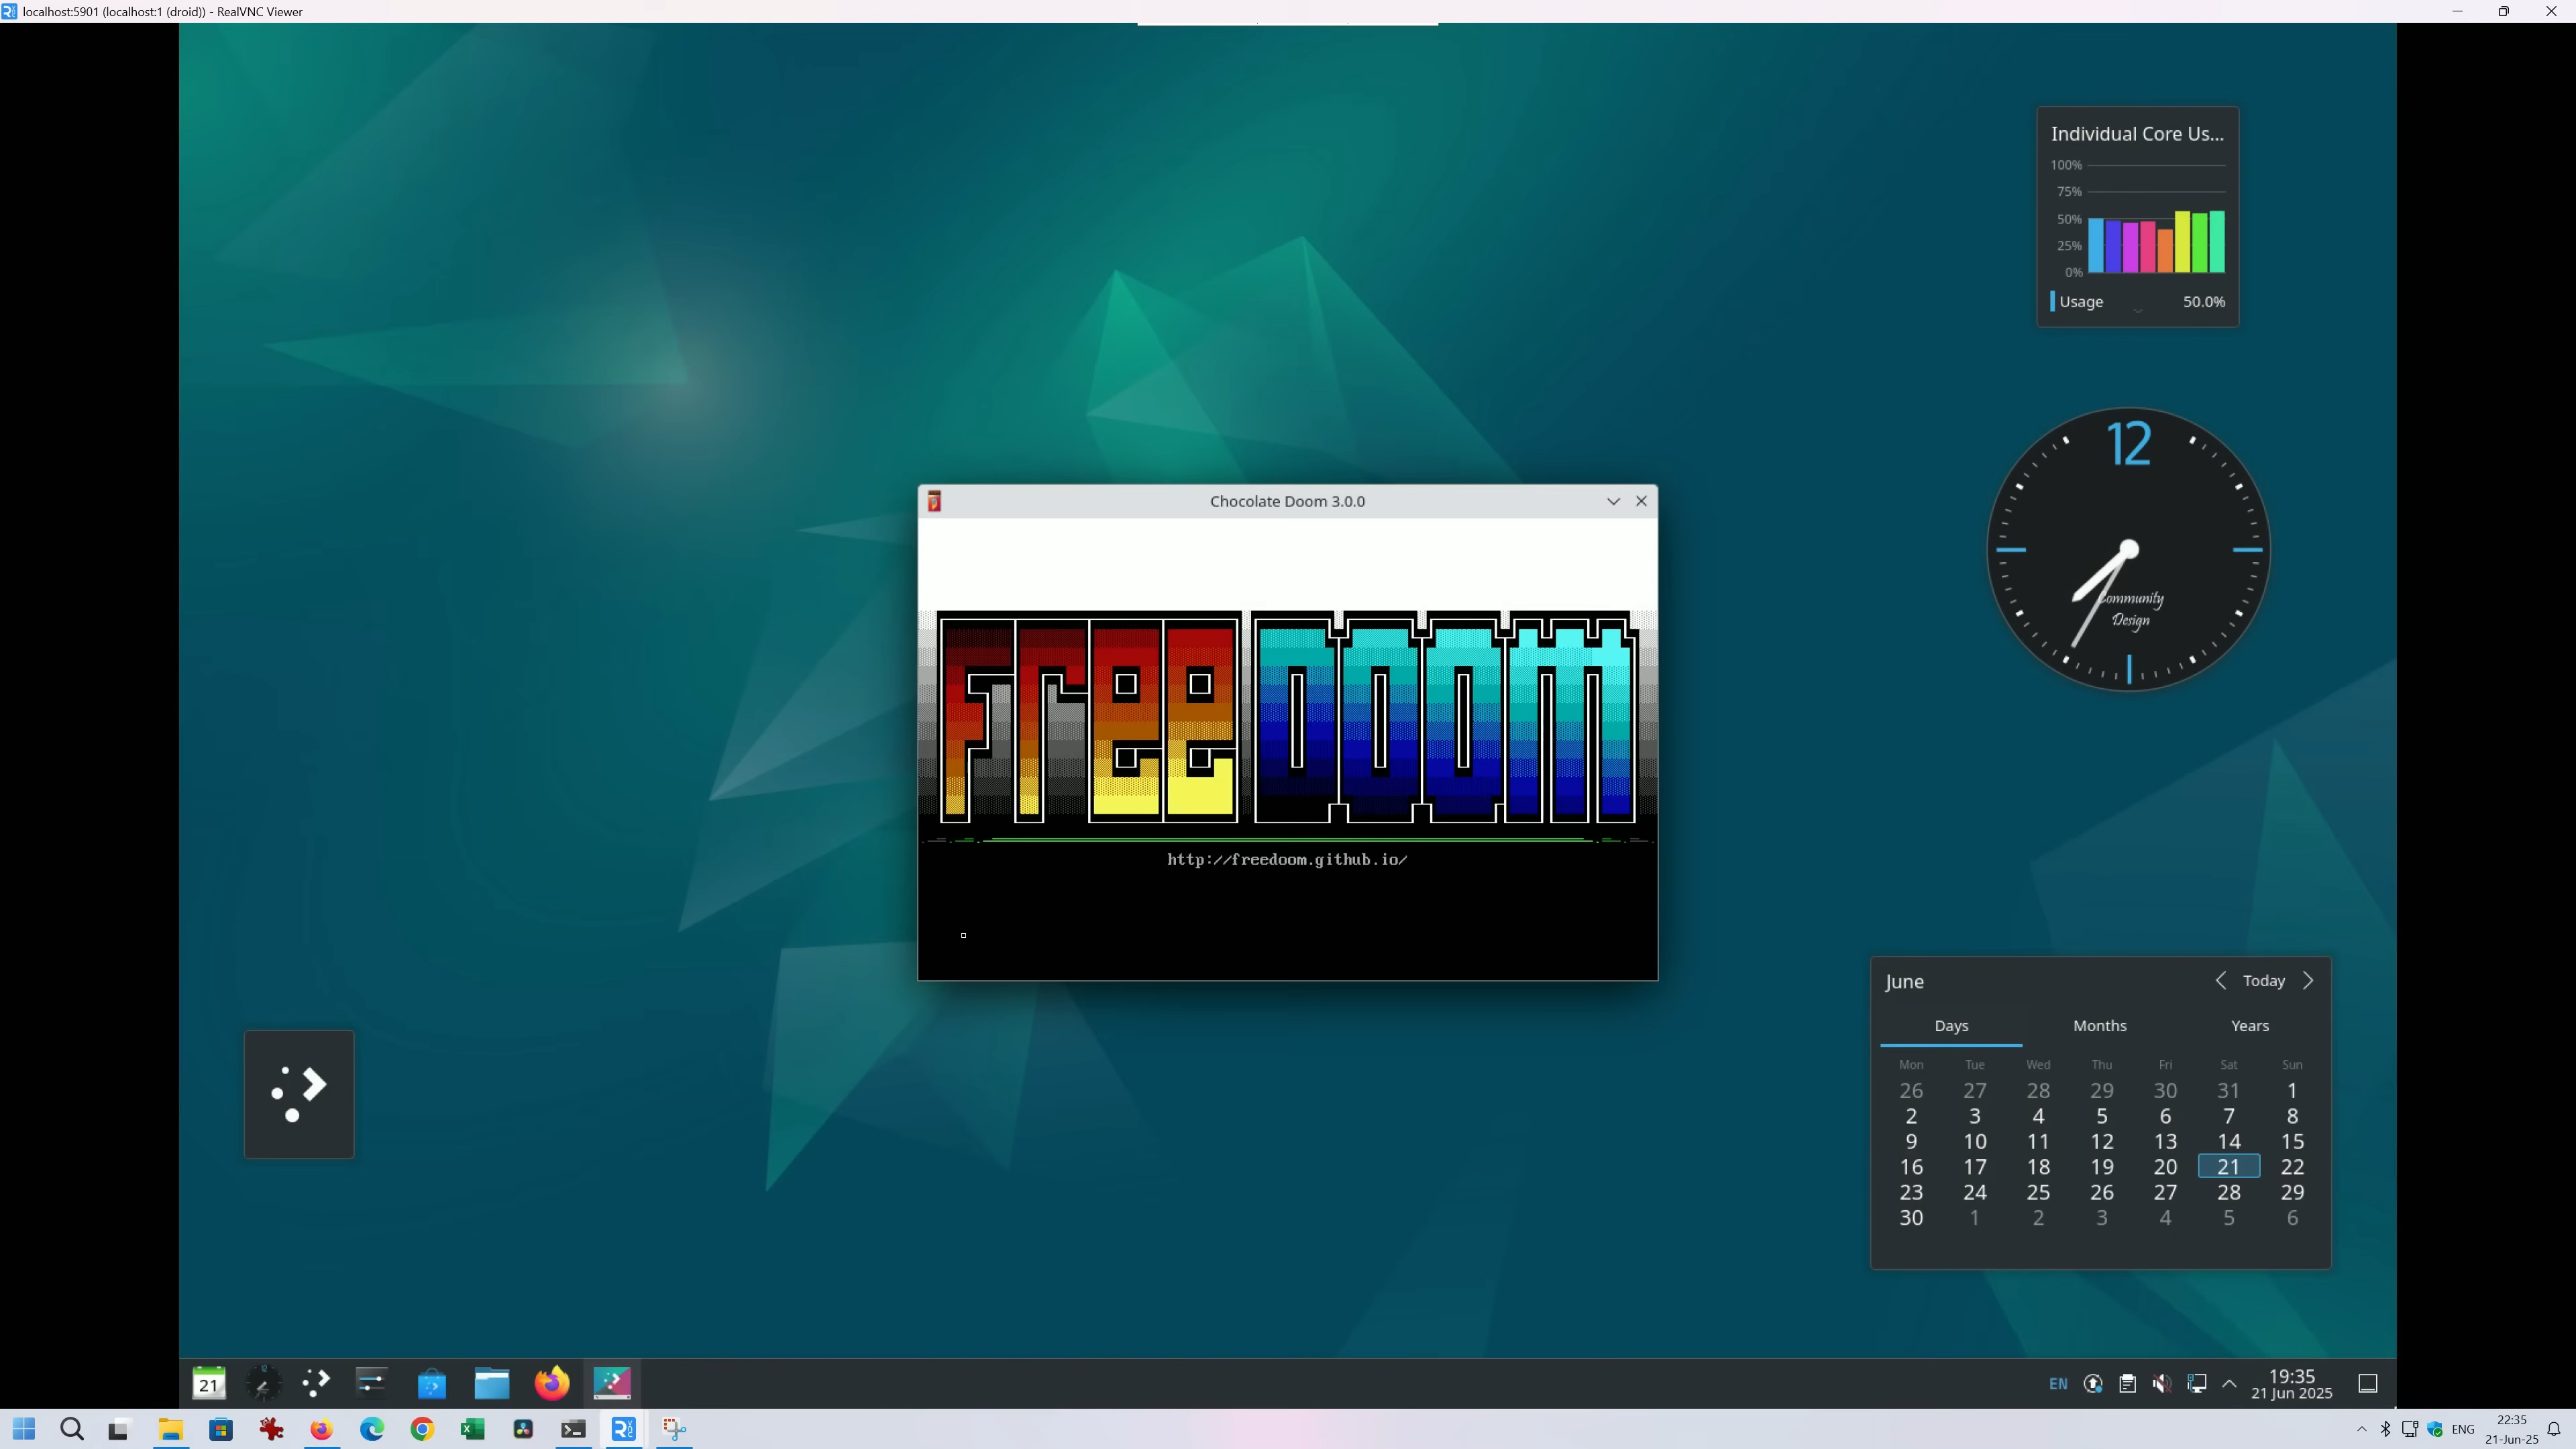 localhost:5901 (localhost:1 (droid)) - RealVNC Viewer
Individual Core Us...
100%
75%
50%
25%
0%
Usage 50.0%
12
Community
Design
Chocolate Doom 3.0.0
FreeDOOM
http://freedoom.github.io/
June Today
Days Months Years
Mon Tue Wed Thu Fri Sat Sun
26 27 28 29 30 31 1
2 3 4 5 6 7 8
9 10 11 12 13 14 15
16 17 18 19 20 21 22
23 24 25 26 27 28 29
30 1 2 3 4 5 6
21
EN
19:35
21 Jun 2025
ENG
22:35
21-Jun-25